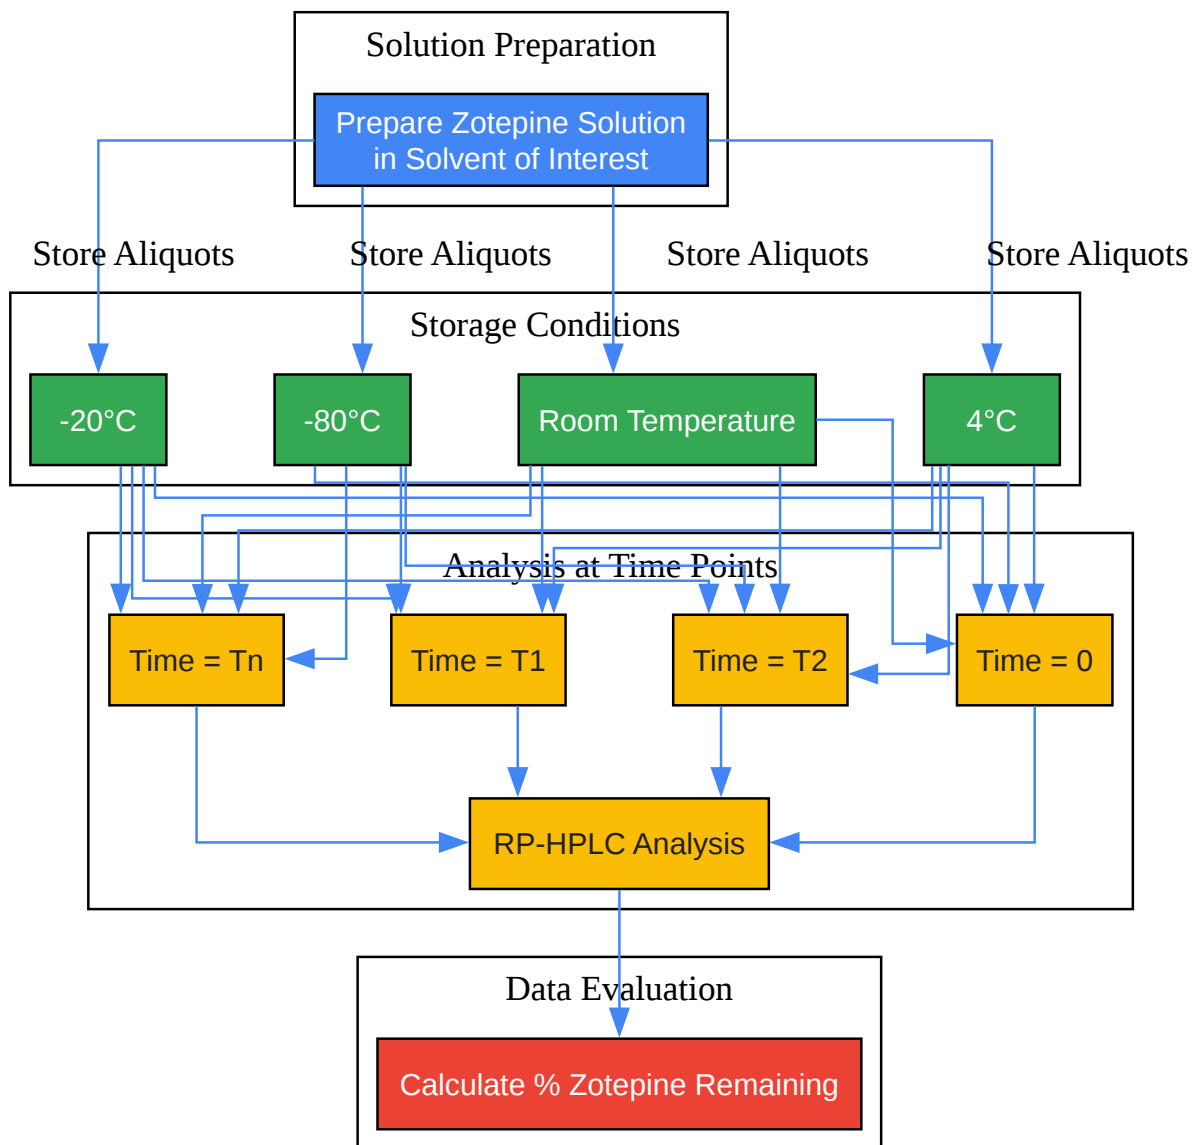 Solution Preparation
Prepare Zotepine Solution
in Solvent of Interest
Store Aliquots
Store Aliquots
Store Aliquots
Store Aliquots
Storage Conditions
-20°C
-80°C
Room Temperature
4°C
Analysis at Time Points
Time = Tn
Time = T1
Time = T2
Time = 0
RP-HPLC Analysis
Data Evaluation
Calculate % Zotepine Remaining